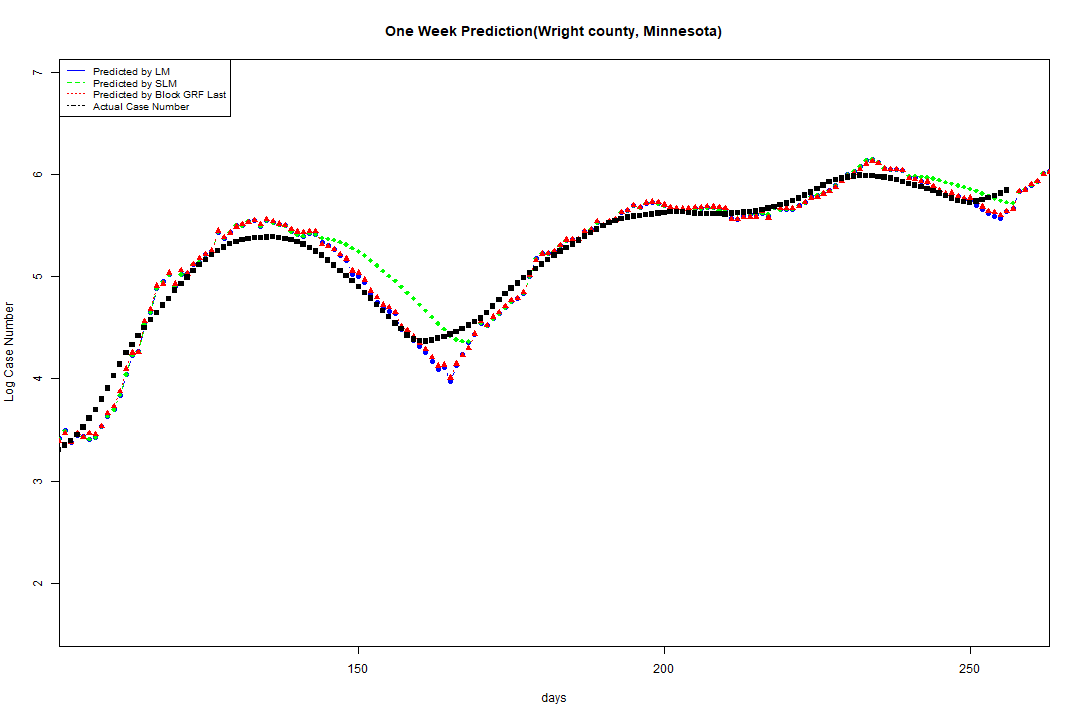 One Week Prediction(Wright county, Minnesota)
Predicted by LM
Predicted by SLM
Predicted by Block GRF Last
Actual Case Number
7
6
5
4
3
2
Log Case Number
150
200
250
days